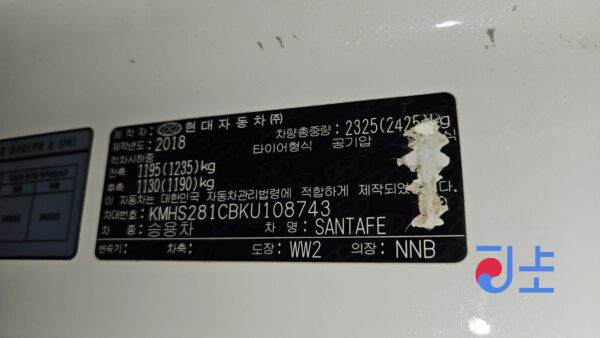 제작자: 현대자동차㈜
제작년도: 2018 차량총중량: 2325(2425)kg
적차시하중 타이어형식 공기압 식
전축 1195(1235)kg
후축 1130(1190)kg
이 자동차는 대한민국 자동차관리법령에 적합하게 제작되었
차대번호: KMHS281CBKU108743
차 종: 승용차 차 명: SANTAFE
변속기: 차축: 도장: WW2 의장: NNB